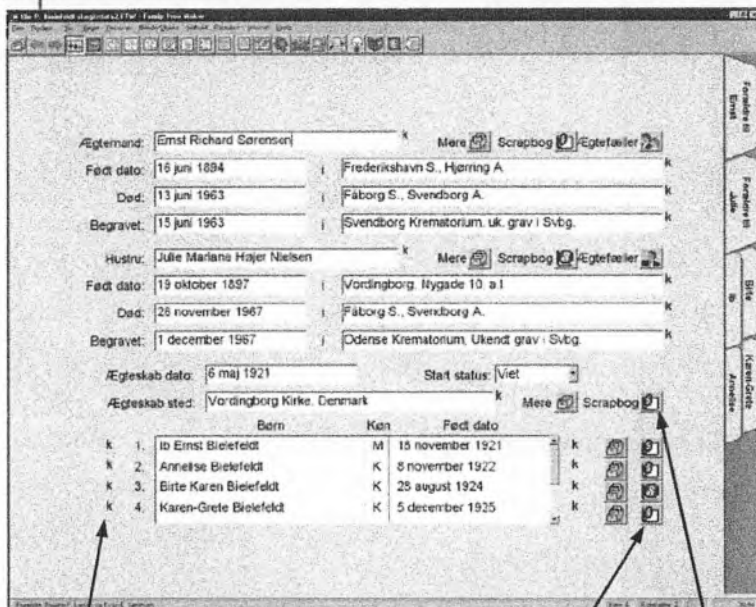 Family Tree Maker
Ægtemand: Ernst Richard Sørensen k Mere Scrapbog Ægtefæller
Født dato: 16 juni 1894 i Frederikshavn S., Hjørring A. k
Død: 13 juni 1963 i Fåborg S., Svendborg A. k
Begravet: 15 juni 1963 i Svendborg Krematorium, uk. grav i Svbg. k
Hustru: Julie Mariane Højer Nielsen k Mere Scrapbog Ægtefæller
Født dato: 19 oktober 1897 i Vordingborg, Nygade 10, a.l k
Død: 26 november 1967 i Fåborg S., Svendborg A. k
Begravet: 1 december 1967 i Odense Krematorium, Ukendt grav i Svbg. k
Ægteskab dato: 6 maj 1921 Start status: Viet
Ægteskab sted: Vordingborg Kirke, Denmark k Mere Scrapbog
Børn Køn Født dato
k 1. Ib Ernst Bielefeldt M 15 november 1921 k
k 2. Annelise Bielefeldt K 8 november 1922 k
k 3. Birte Karen Bielefeldt K 28 august 1924 k
k 4. Karen-Grete Bielefeldt K 5 december 1925 k
Forældre til
Ernst
Forældre til
Julie
Birte
Ib
Karen-Grete
Annelise